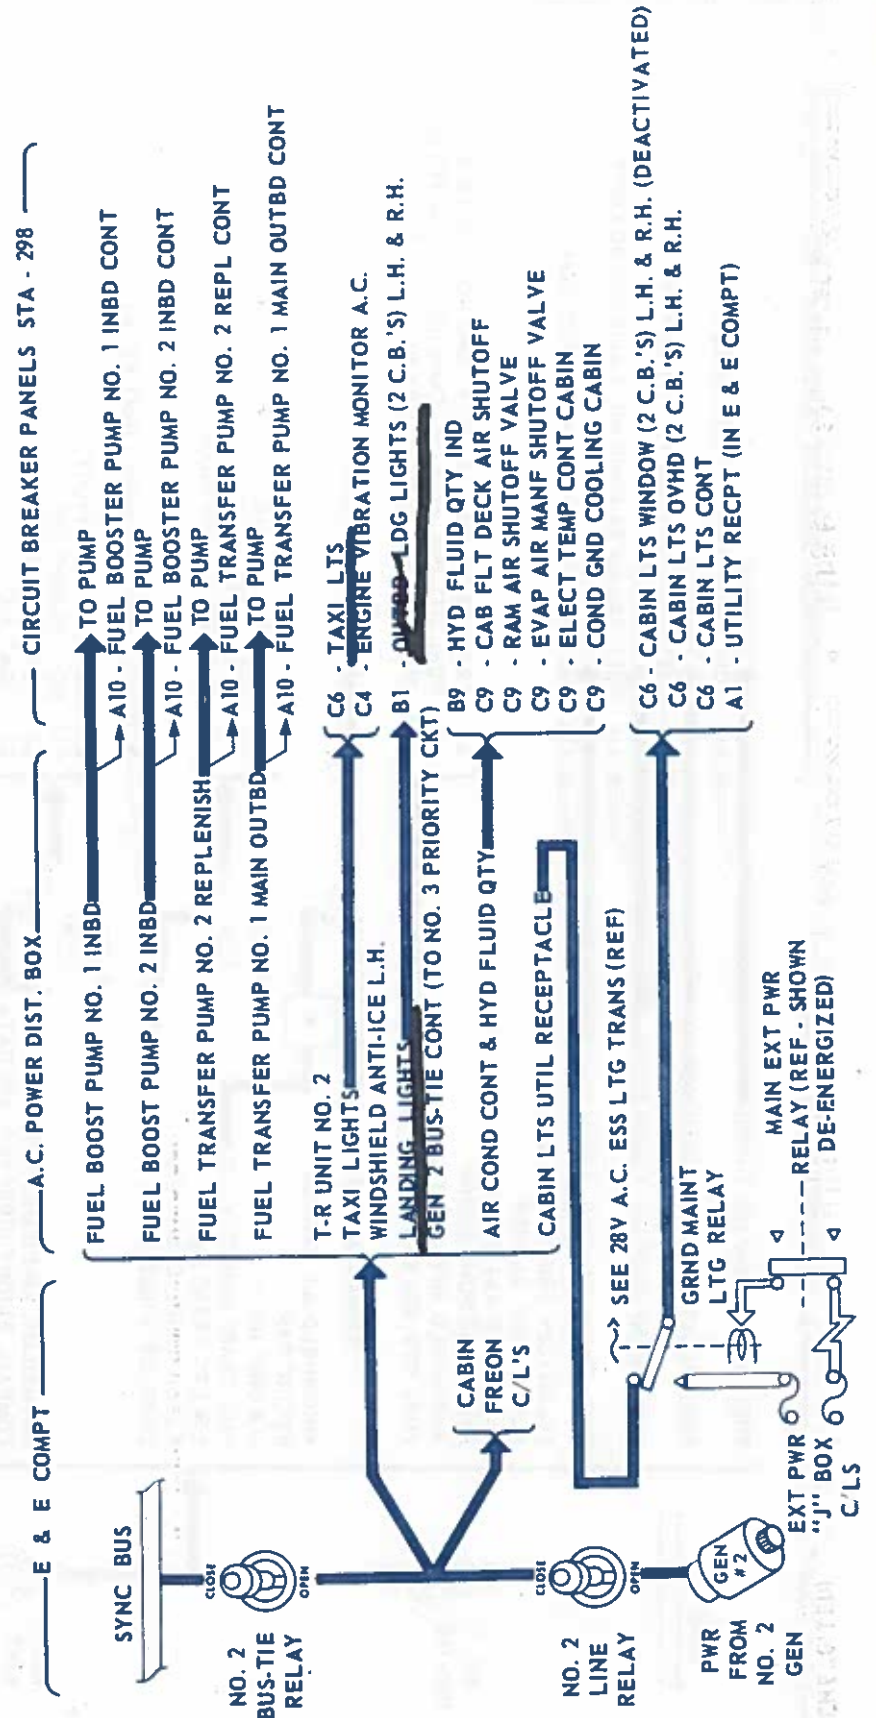 E & E COMPT
A.C. POWER DIST. BOX
CIRCUIT BREAKER PANELS STA - 298
SYNC BUS
CLOSE
OPEN
NO. 2
BUS-TIE
RELAY
FUEL BOOST PUMP NO. 1 INBD
TO PUMP
A10 - FUEL BOOSTER PUMP NO. 1 INBD CONT
FUEL BOOST PUMP NO. 2 INBD
TO PUMP
A10 - FUEL BOOSTER PUMP NO. 2 INBD CONT
FUEL TRANSFER PUMP NO. 2 REPLENISH
TO PUMP
A10 - FUEL TRANSFER PUMP NO. 2 REPL CONT
FUEL TRANSFER PUMP NO. 1 MAIN OUTBD
TO PUMP
A10 - FUEL TRANSFER PUMP NO. 1 MAIN OUTBD CONT
T-R UNIT NO. 2
TAXI LIGHTS
C6 - TAXI LTS
C4 - ENGINE VIBRATION MONITOR A.C.
WINDSHIELD ANTI-ICE L.H.
LANDING LIGHTS
B1 - OUTBD LDG LIGHTS (2 C.B.'S) L.H. & R.H.
GEN 2 BUS-TIE CONT (TO NO. 3 PRIORITY CKT)
AIR COND CONT & HYD FLUID QTY
B9 - HYD FLUID QTY IND
C9 - CAB FLT DECK AIR SHUTOFF
C9 - RAM AIR SHUTOFF VALVE
C9 - EVAP AIR MANF SHUTOFF VALVE
C9 - ELECT TEMP CONT CABIN
C9 - COND GND COOLING CABIN
CABIN LTS UTIL RECEPTACLE
CABIN
FREON
C/L'S
CLOSE
OPEN
NO. 2
LINE
RELAY
SEE 28V A.C. ESS LTG TRANS (REF)
C6 - CABIN LTS WINDOW (2 C.B.'S) L.H. & R.H. (DEACTIVATED)
C6 - CABIN LTS OVHD (2 C.B.'S) L.H. & R.H.
C6 - CABIN LTS CONT
A1 - UTILITY RECPT (IN E & E COMPT)
GRND MAINT
LTG RELAY
GEN
#2
PWR
FROM
NO. 2
GEN
EXT PWR
"J" BOX
C/LS
MAIN EXT PWR
RELAY (REF - SHOWN
DE-ENERGIZED)